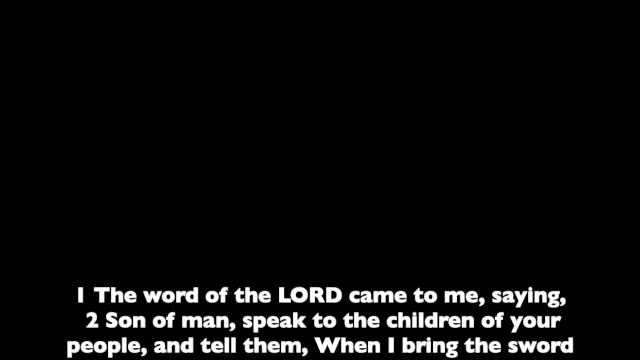 1 The word of the LORD came to me, saying,
2 Son of man, speak to the children of your
people, and tell them, When I bring the sword